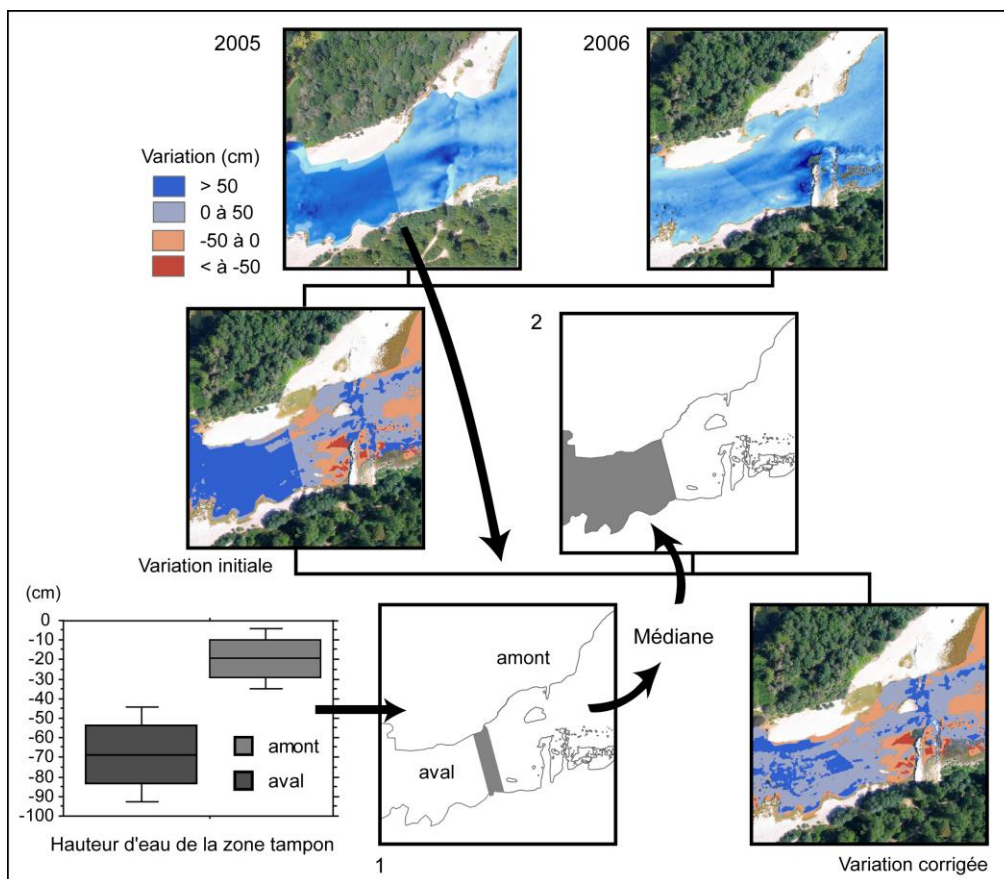 2005
2006
Variation (cm)
> 50
0 à 50
-50 à 0
< à -50
2
Variation initiale
(cm)
0
-10
-20
-30
-40
-50
-60
-70
-80
-90
-100
amont
aval
Hauteur d'eau de la zone tampon
amont
aval
1
Médiane
Variation corrigée